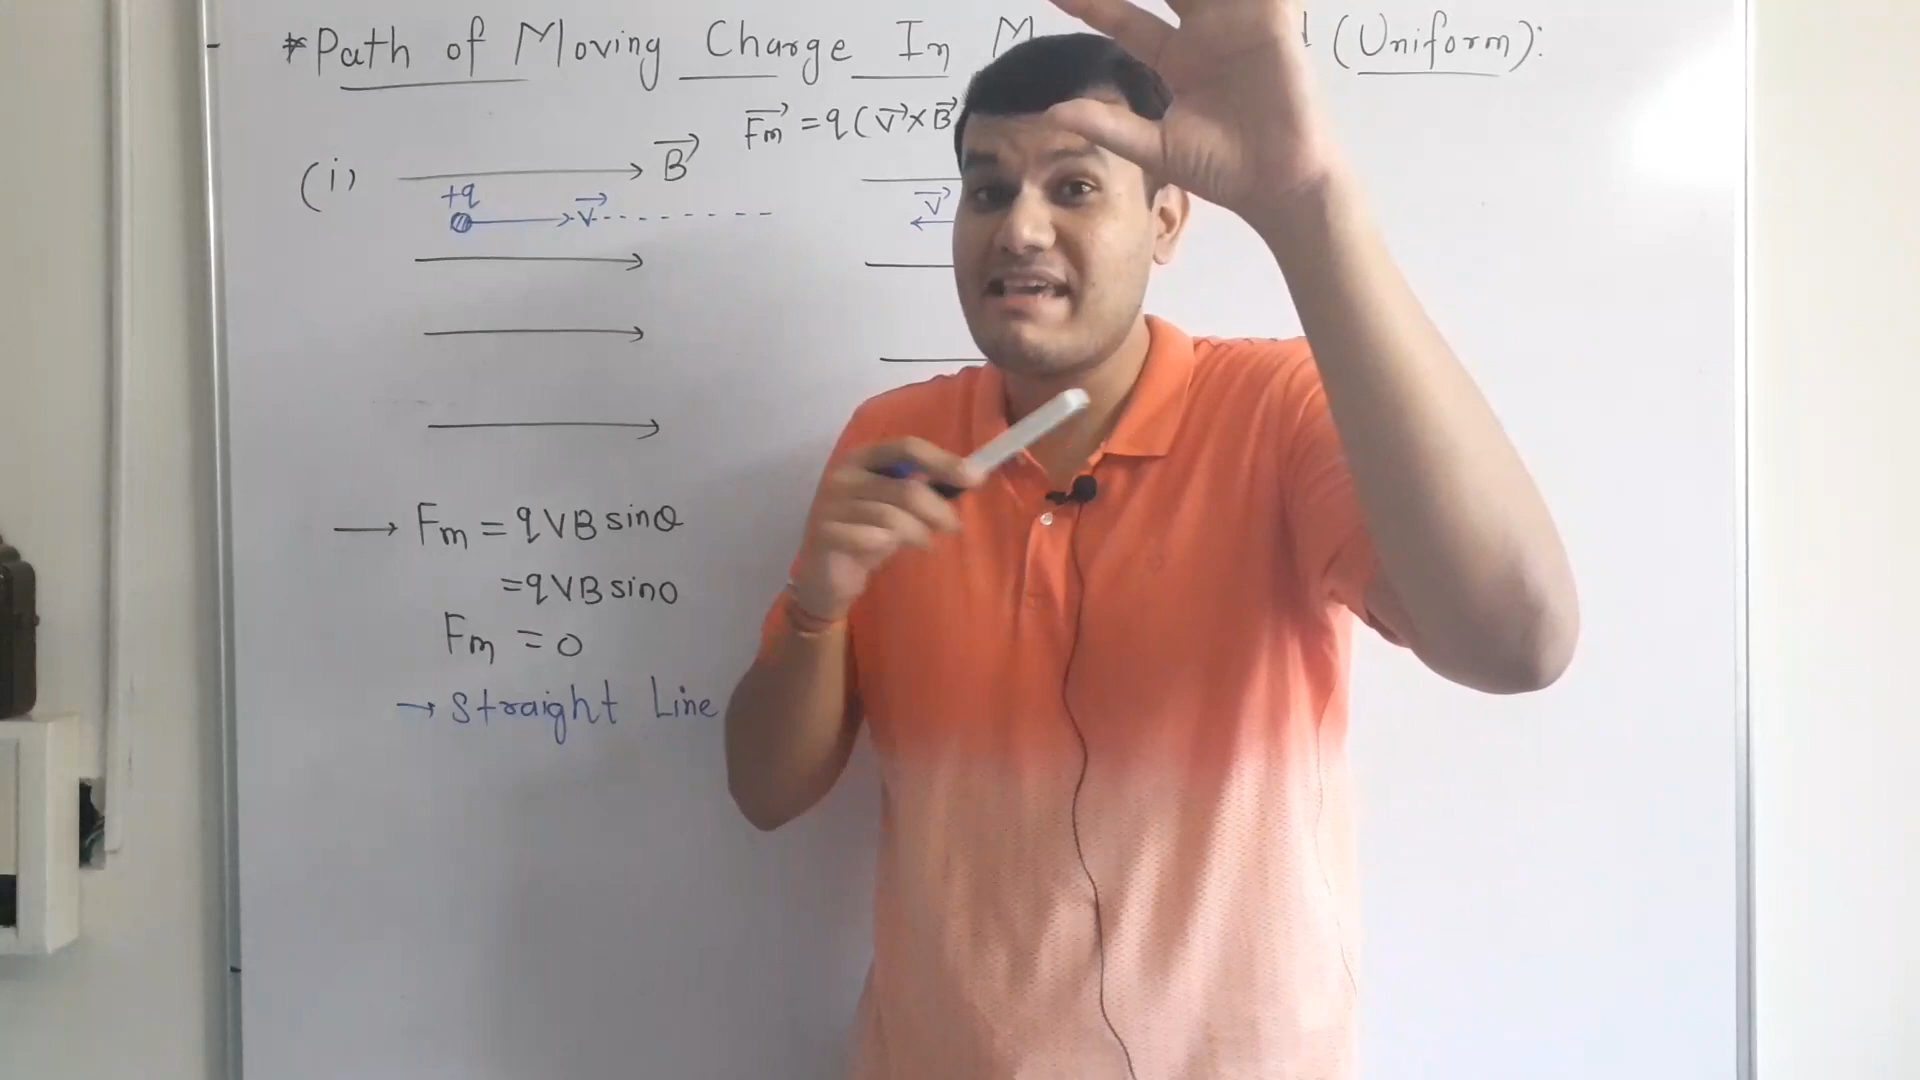 *Path of Moving Charge In M (Uniform):
Fm = q(V×B
(i) B
+q
V
V
→ Fm = qVB sinθ
= qVB sin0
Fm = 0
→ Straight Line